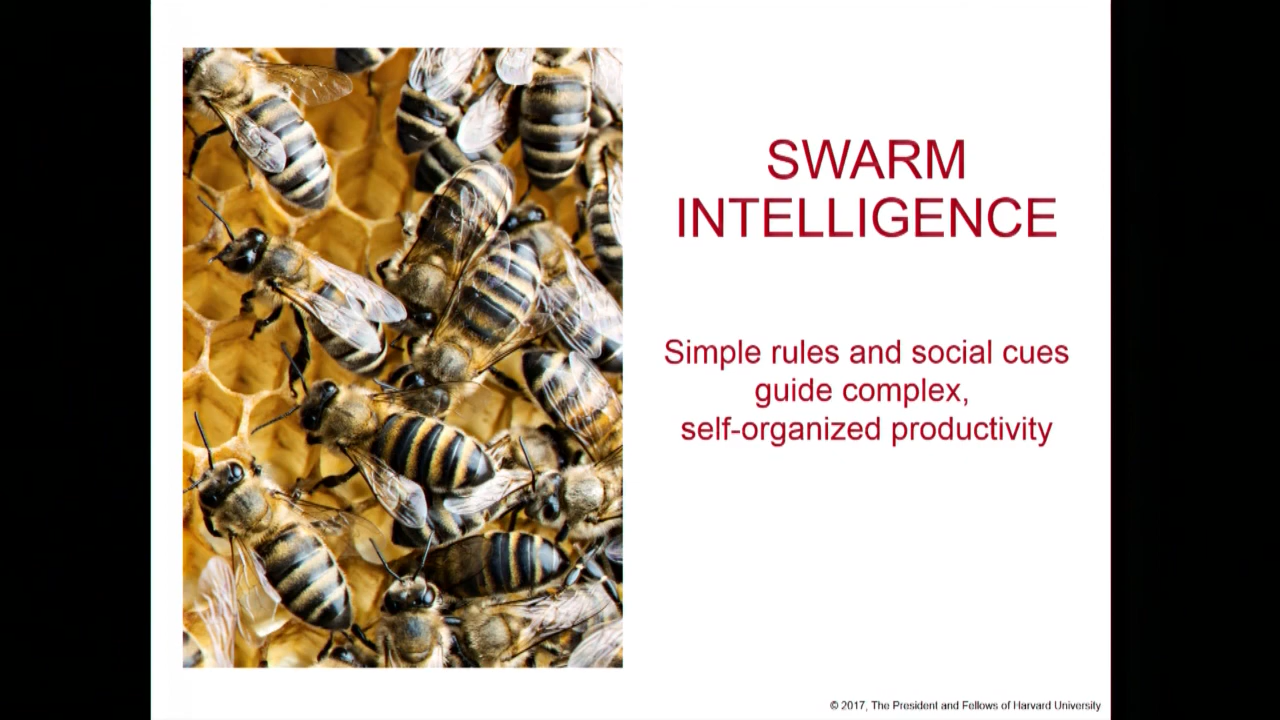 SWARM
INTELLIGENCE
Simple rules and social cues
guide complex,
self-organized productivity
© 2017, The President and Fellows of Harvard University